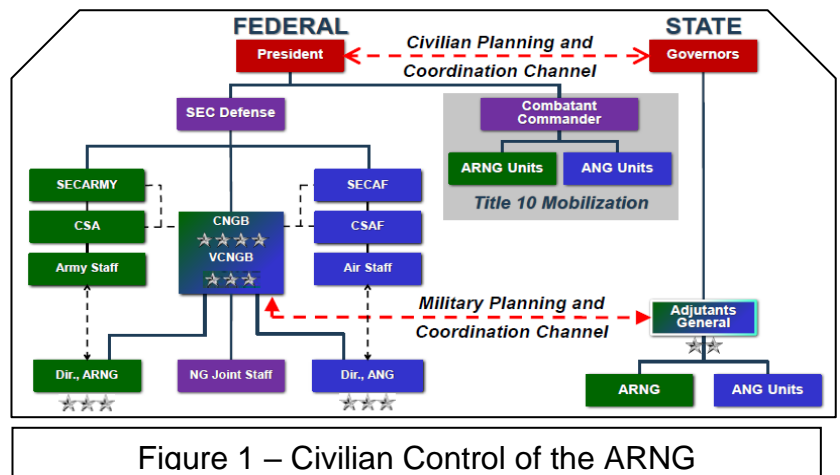 FEDERAL
STATE
President
Civilian Planning and
Coordination Channel
Governors
SEC Defense
Combatant
Commander
ARNG Units
ANG Units
Title 10 Mobilization
SECARMY
CSA
Army Staff
CNGB
VCNGB
SECAF
CSAF
Air Staff
Military Planning and
Coordination Channel
Adjutants
General
Dir., ARNG
NG Joint Staff
Dir., ANG
ARNG
ANG Units
Figure 1 – Civilian Control of the ARNG